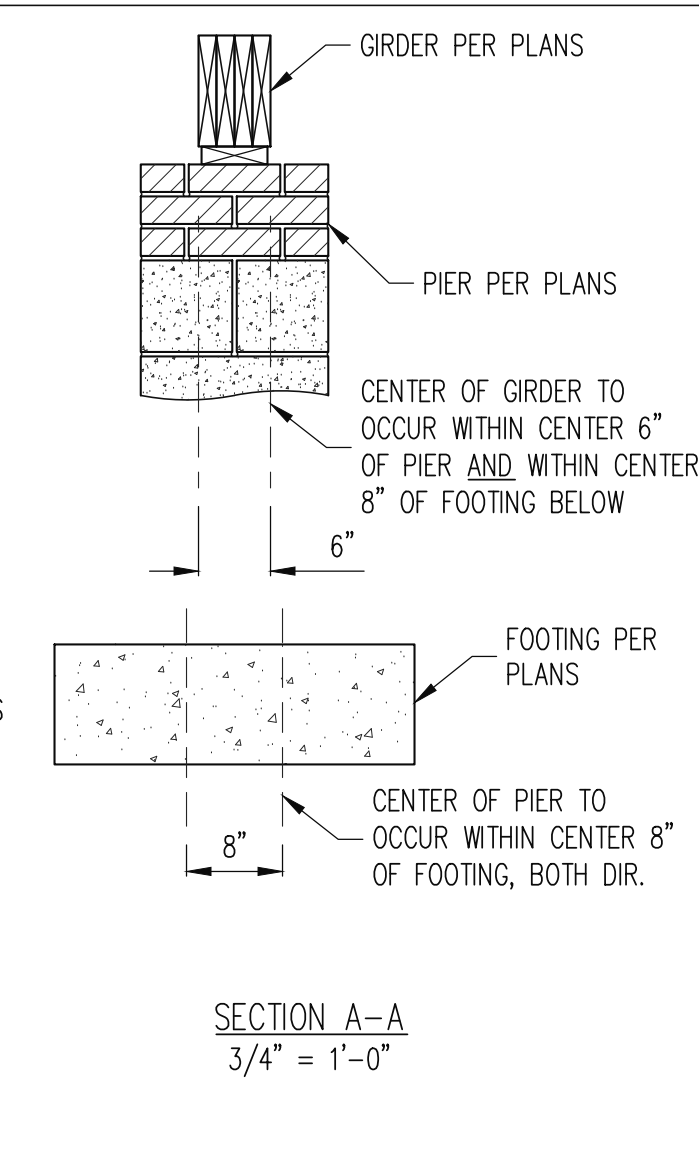 GIRDER PER PLANS
PIER PER PLANS
CENTER OF GIRDER TO
OCCUR WITHIN CENTER 6"
OF PIER AND WITHIN CENTER
8" OF FOOTING BELOW
6"
FOOTING PER
PLANS
S
CENTER OF PIER TO
OCCUR WITHIN CENTER 8"
OF FOOTING, BOTH DIR.
8"
SECTION A-A
3/4" = 1'-0"